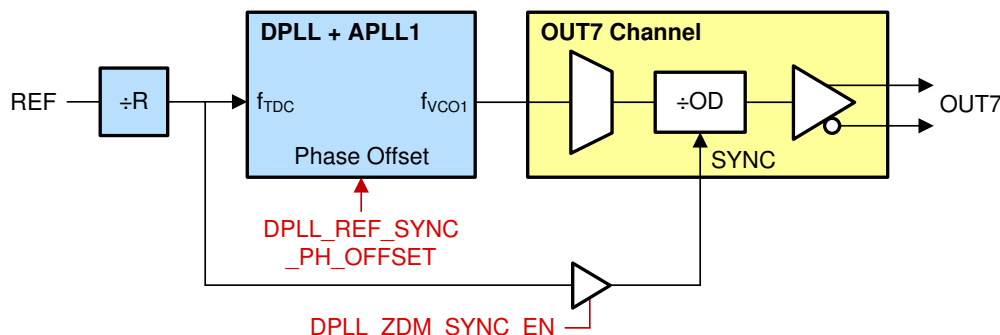 DPLL + APLL1
OUT7 Channel
REF
÷R
fTDC
fVCO1
÷OD
OUT7
Phase Offset
SYNC
DPLL_REF_SYNC
_PH_OFFSET
DPLL_ZDM_SYNC_EN